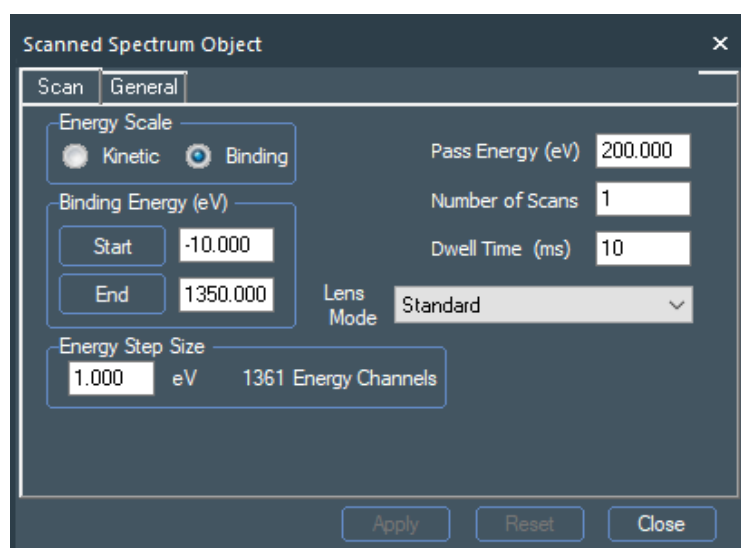 Scanned Spectrum Object
Scan General
Energy Scale
Kinetic Binding
Pass Energy (eV) 200.000
Binding Energy (eV)
Number of Scans 1
Start -10.000
Dwell Time (ms) 10
End 1350.000
Lens Mode Standard
Energy Step Size
1.000 eV 1361 Energy Channels
Apply Reset Close